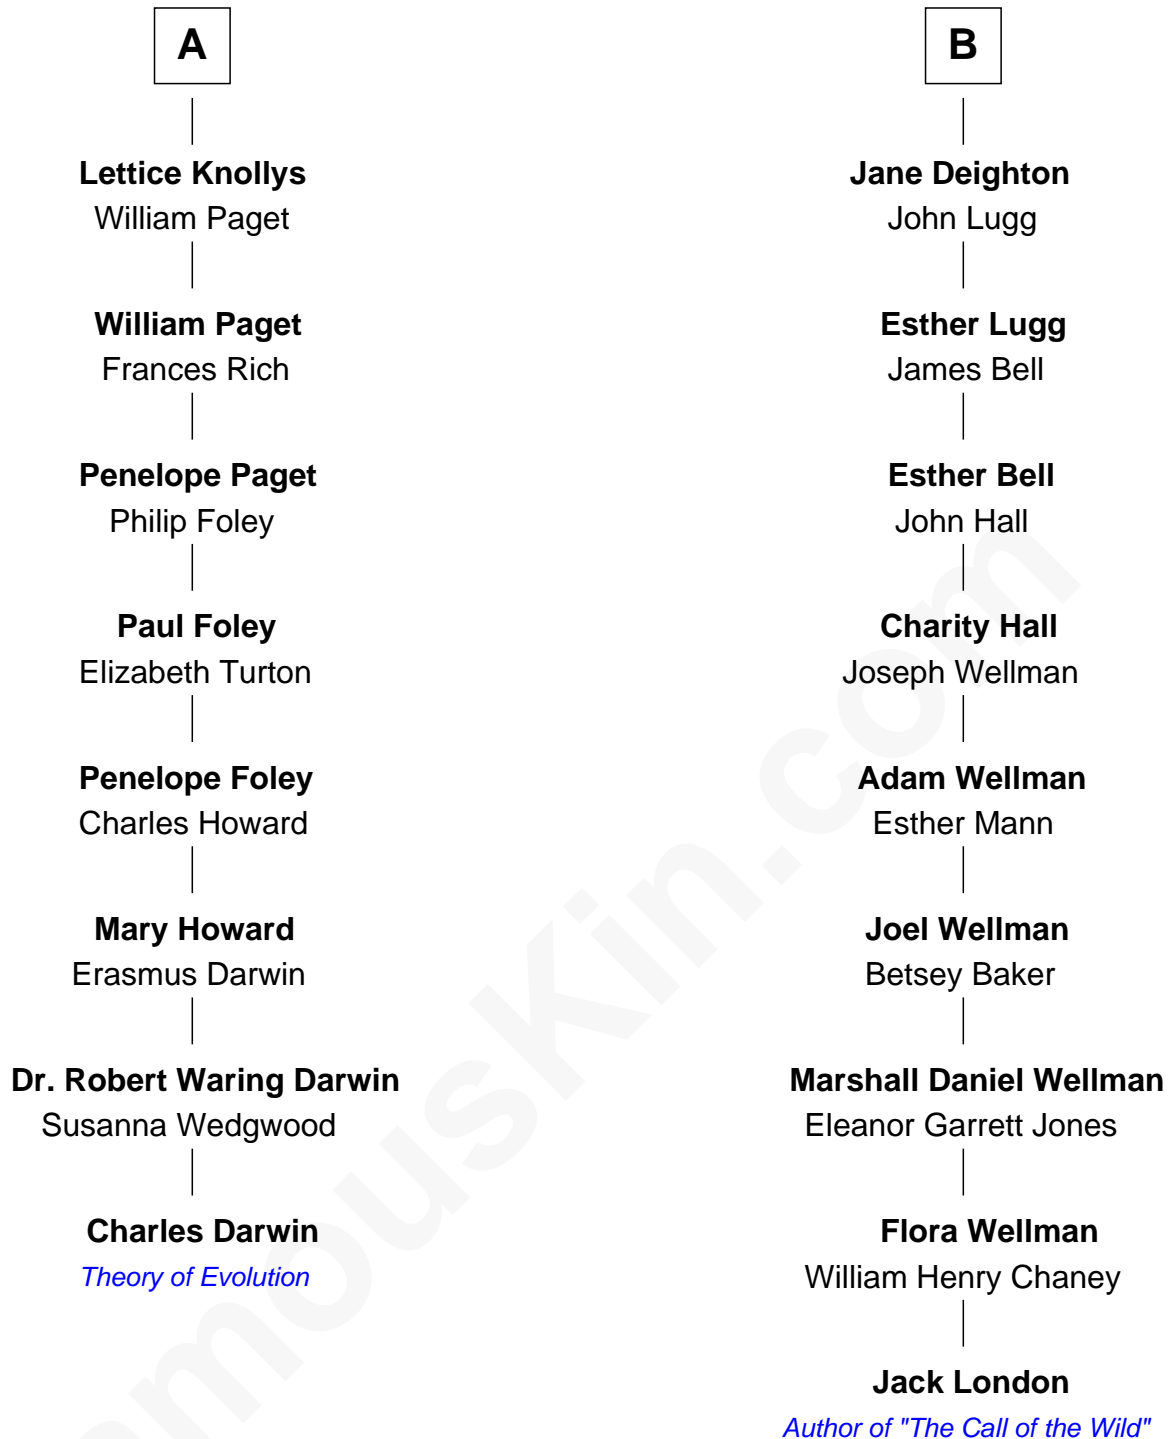 A
Lettice Knollys
William Paget
William Paget
Frances Rich
Penelope Paget
Philip Foley
Paul Foley
Elizabeth Turton
Penelope Foley
Charles Howard
Mary Howard
Erasmus Darwin
Dr. Robert Waring Darwin
Susanna Wedgwood
Charles Darwin
Theory of Evolution
B
Jane Deighton
John Lugg
Esther Lugg
James Bell
Esther Bell
John Hall
Charity Hall
Joseph Wellman
Adam Wellman
Esther Mann
Joel Wellman
Betsey Baker
Marshall Daniel Wellman
Eleanor Garrett Jones
Flora Wellman
William Henry Chaney
Jack London
Author of "The Call of the Wild"
amousKin.com